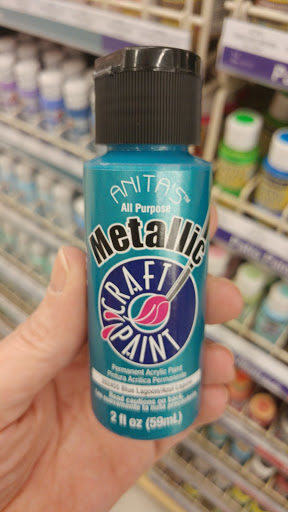 ANITA'S™
All Purpose
Metallic
CRAFT
PAINT
Permanent Acrylic Paint
Pintura Acrílica Permanente
Blue Lagoon/Azul Laguna
Read cautions on back.
2 fl oz (59mL)